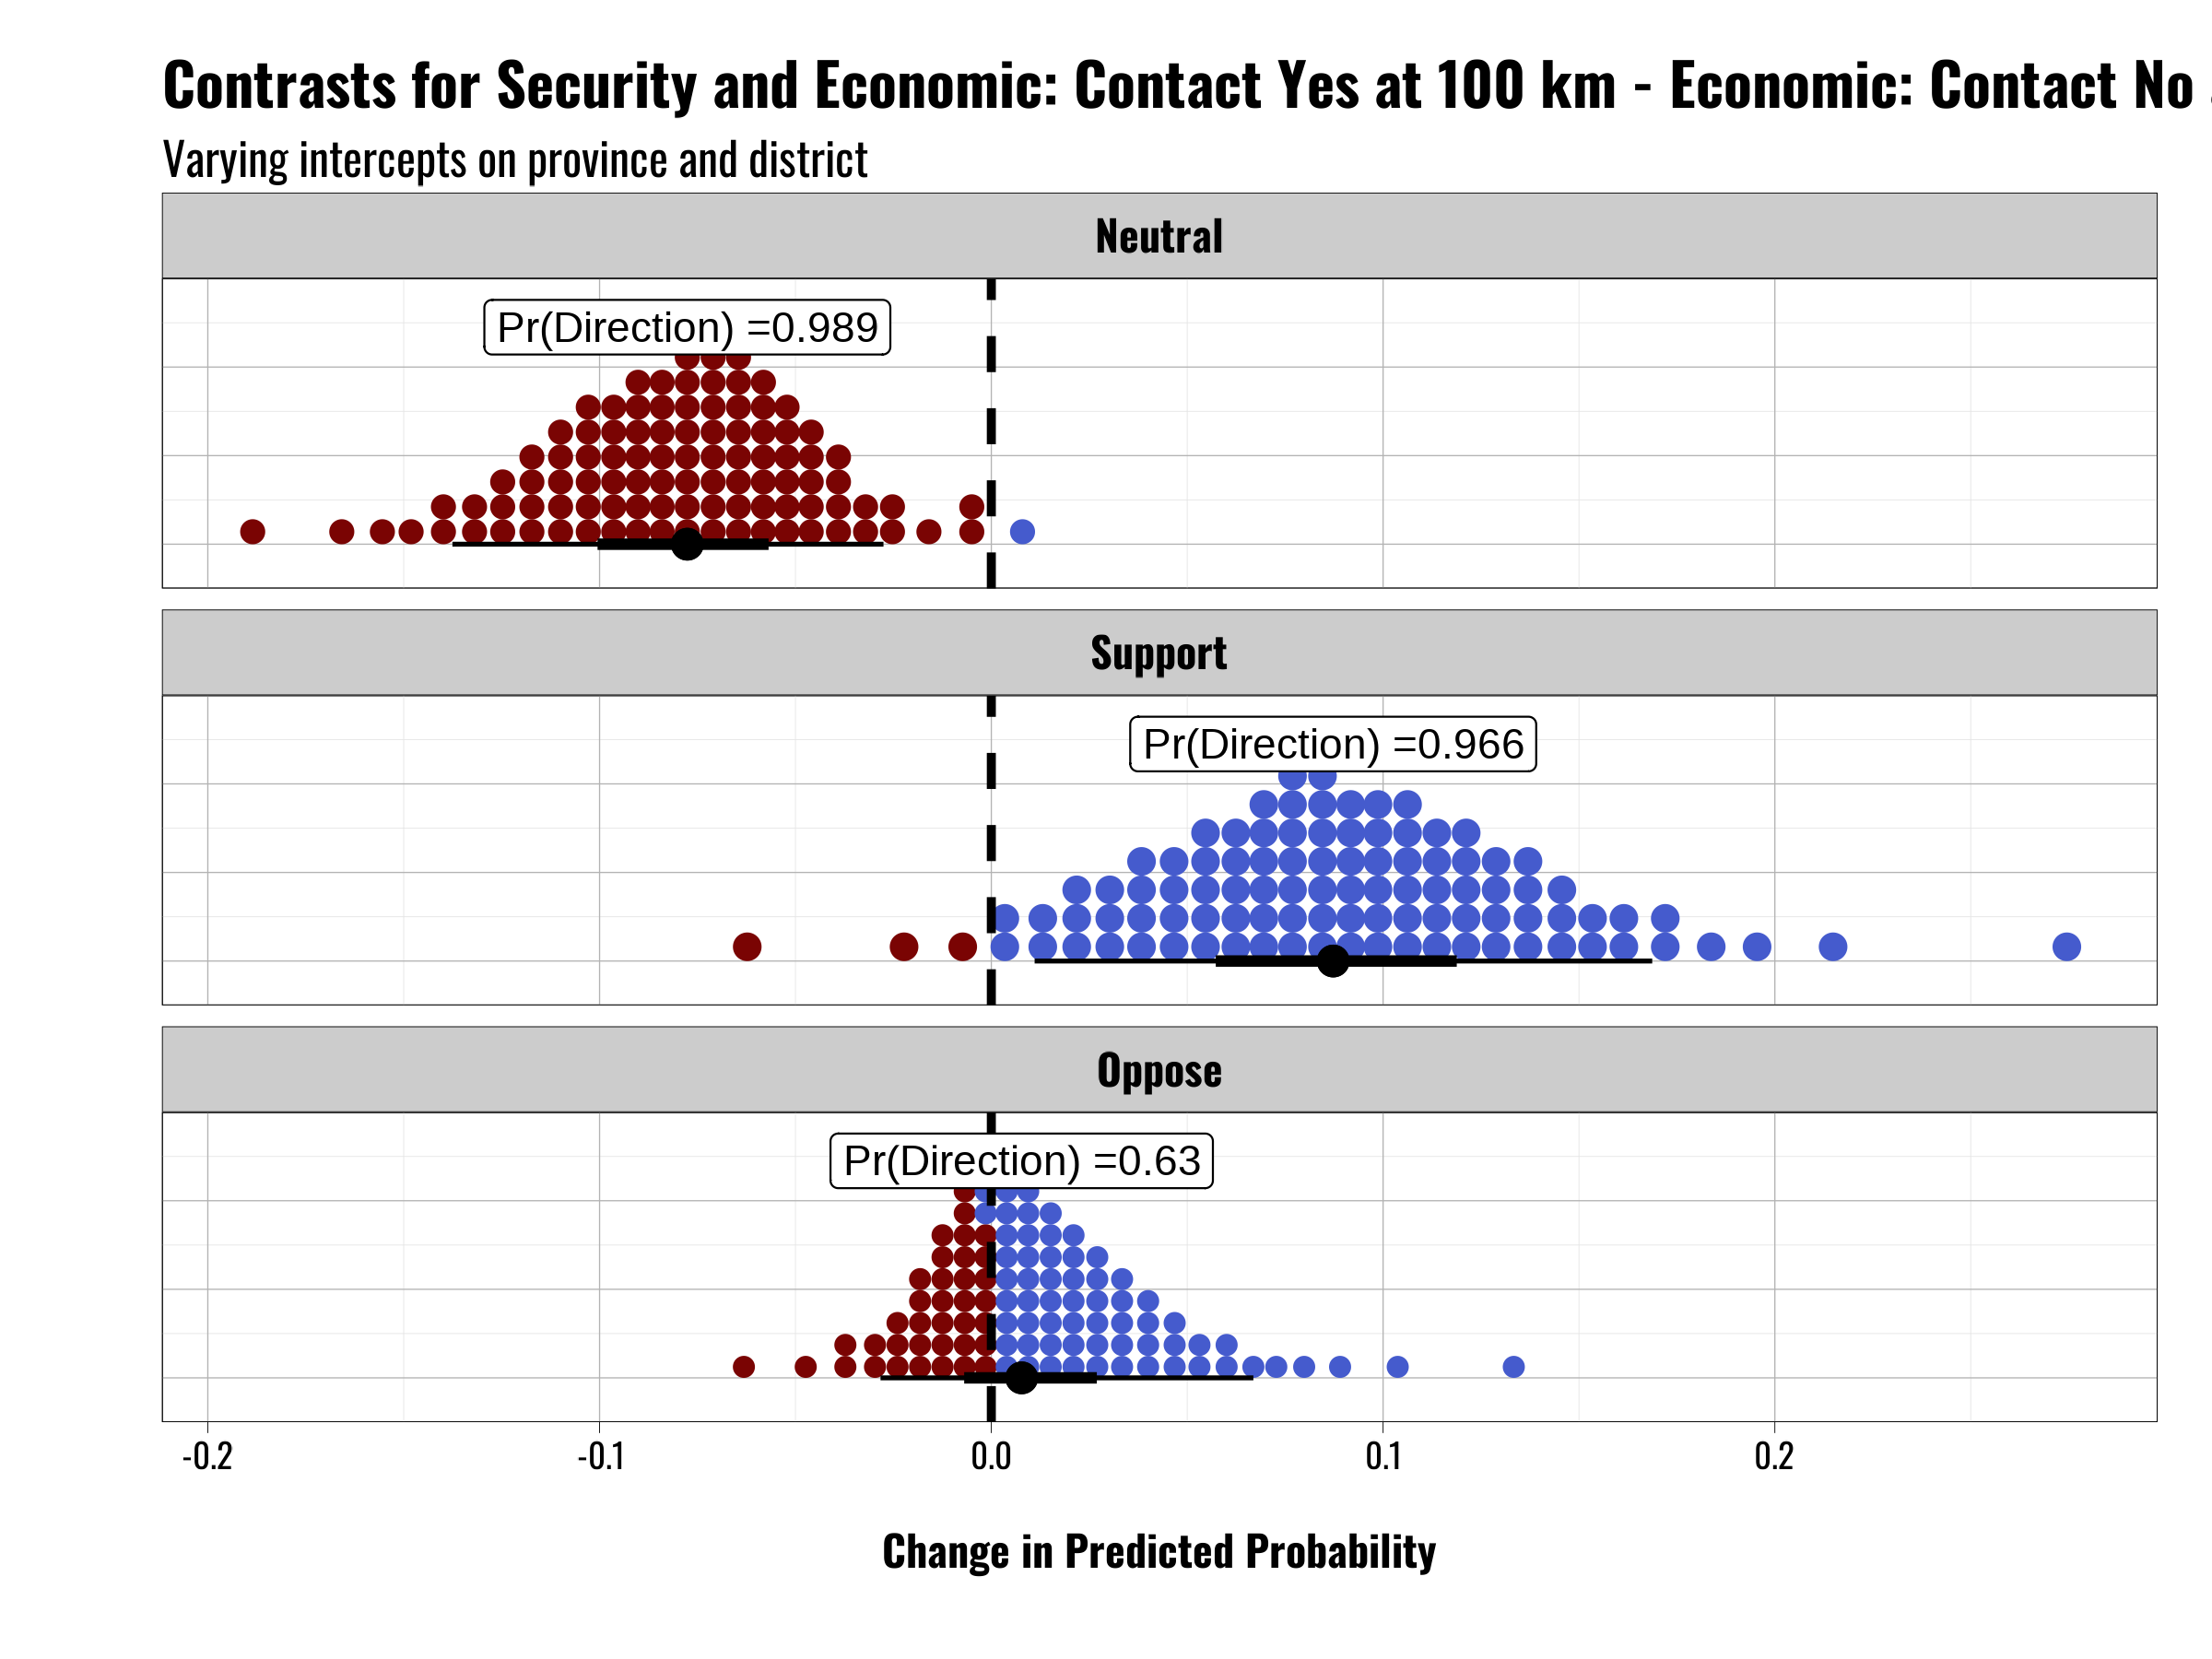 Contrasts for Security and Economic: Contact Yes at 100 km - Economic: Contact No
Varying intercepts on province and district
Neutral
Pr(Direction) =0.989
Support
Pr(Direction) =0.966
Oppose
Pr(Direction) =0.63
-0.2 -0.1 0.0 0.1 0.2
Change in Predicted Probability